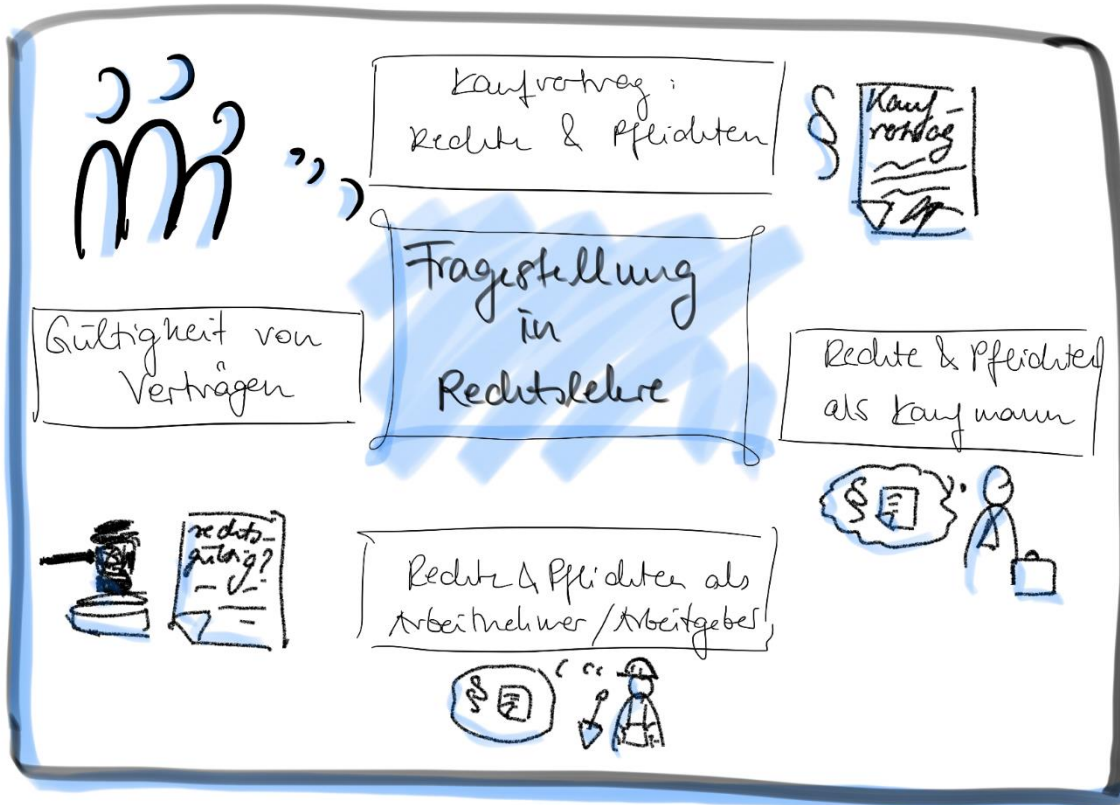 Kaufvertrag:
Rechte & Pflichten
§
Kauf-
vertrag
Fragestellung
in
Rechtslehre
Gültigkeit von
Verträgen
Rechte & Pflichten
als Kaufmann
§
rechts-
gültig?
Rechte & Pflichten als
Arbeitnehmer/Arbeitgeber
§